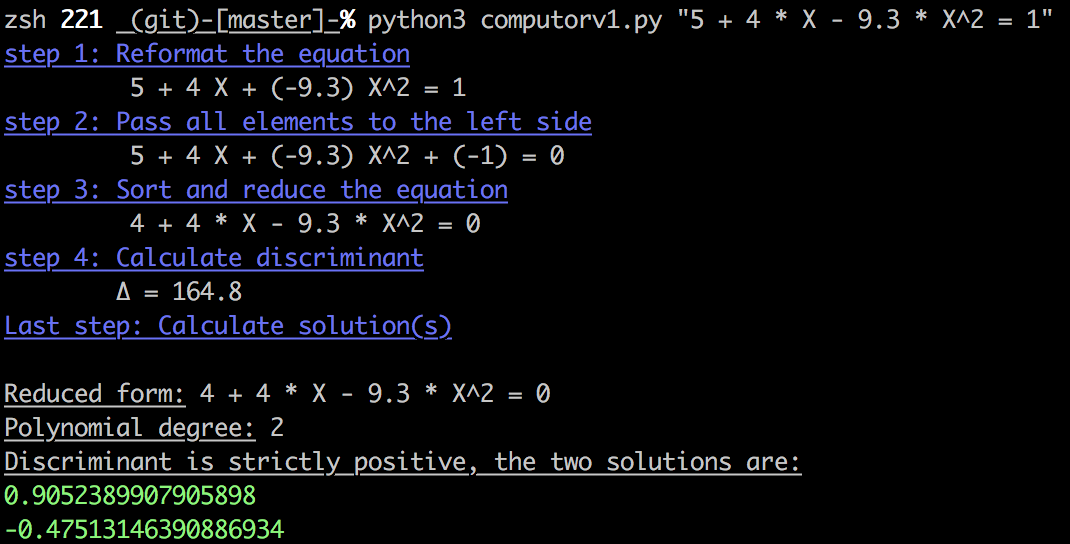 zsh 221 _(git)-[master]-% python3 computorv1.py "5 + 4 * X - 9.3 * X^2 = 1"
step 1: Reformat the equation
5 + 4 X + (-9.3) X^2 = 1
step 2: Pass all elements to the left side
5 + 4 X + (-9.3) X^2 + (-1) = 0
step 3: Sort and reduce the equation
4 + 4 * X - 9.3 * X^2 = 0
step 4: Calculate discriminant
Δ = 164.8
Last step: Calculate solution(s)
Reduced form: 4 + 4 * X - 9.3 * X^2 = 0
Polynomial degree: 2
Discriminant is strictly positive, the two solutions are:
0.9052389907905898
-0.47513146390886934